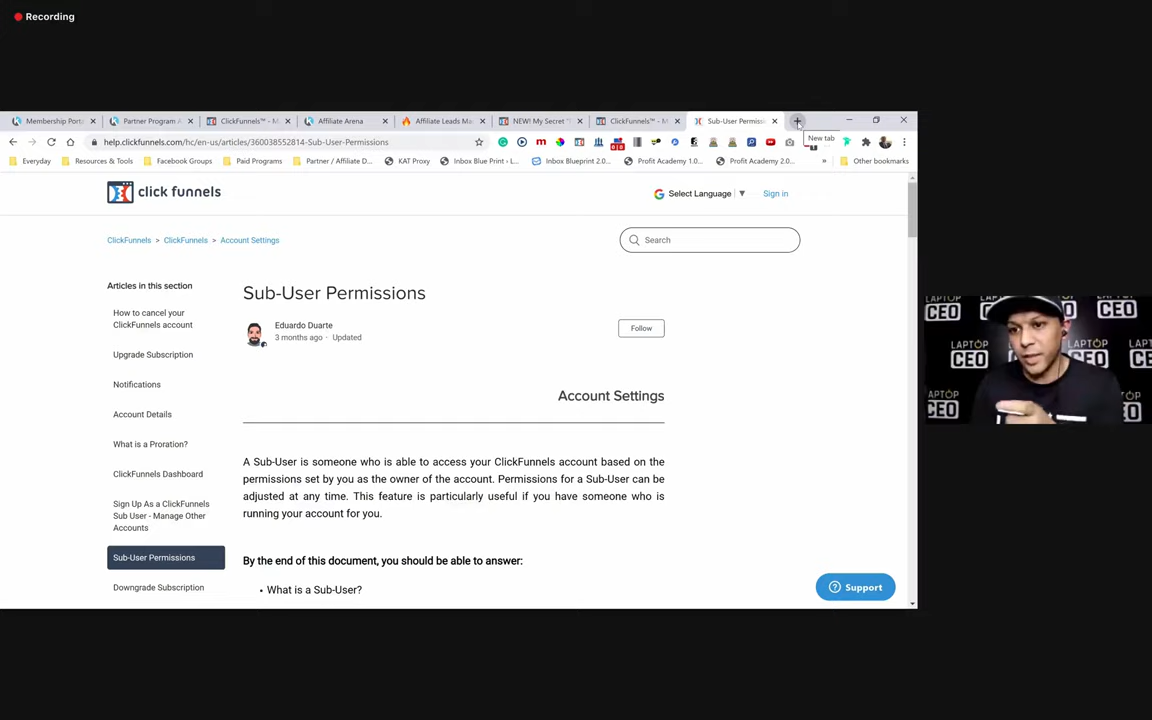 Recording
Membership Porta
Partner Program A
ClickFunnels™ - M
Affiliate Arena
Affiliate Leads Ma
NEW! My Secret "
ClickFunnels™ - M
Sub-User Permissi
New tab
help.clickfunnels.com/hc/en-us/articles/360038552814-Sub-User-Permissions
Everyday
Resources & Tools
Facebook Groups
Paid Programs
Partner / Affiliate D...
KAT Proxy
Inbox Blue Print - L...
Inbox Blueprint 2.0...
Profit Academy 1.0...
Profit Academy 2.0...
Other bookmarks
click funnels
Select Language
Sign in
ClickFunnels > ClickFunnels > Account Settings
Search
Articles in this section
How to cancel your
ClickFunnels account
Upgrade Subscription
Notifications
Account Details
What is a Proration?
ClickFunnels Dashboard
Sign Up As a ClickFunnels
Sub User - Manage Other
Accounts
Sub-User Permissions
Downgrade Subscription
Sub-User Permissions
Eduardo Duarte
3 months ago · Updated
Follow
Account Settings
A Sub-User is someone who is able to access your ClickFunnels account based on the
permissions set by you as the owner of the account. Permissions for a Sub-User can be
adjusted at any time. This feature is particularly useful if you have someone who is
running your account for you.
By the end of this document, you should be able to answer:
• What is a Sub-User?
Support
LAPTOP
CEO
LAPTOP
CEO
LAPTOP
CEO